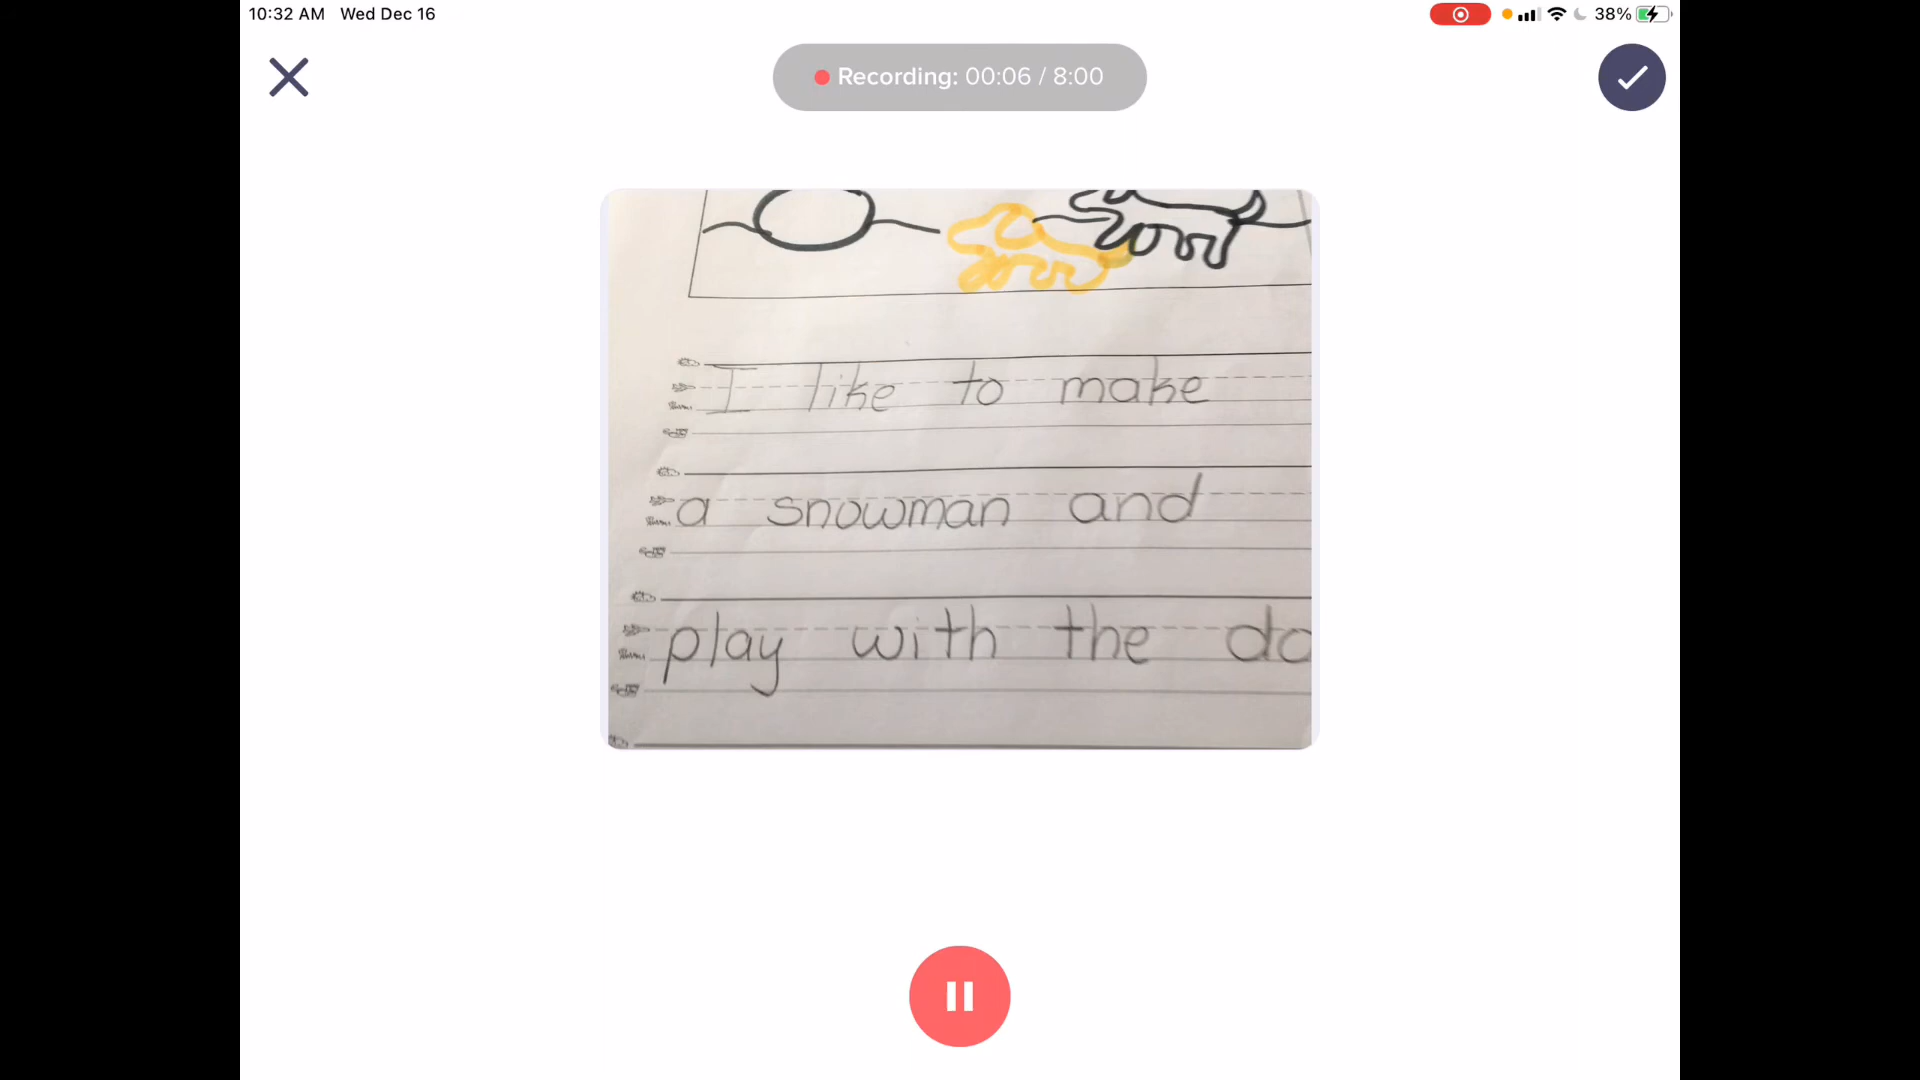 10:32 AM Wed Dec 16
38%
Recording: 00:06 / 8:00
I like to make
a snowman and
play with the do